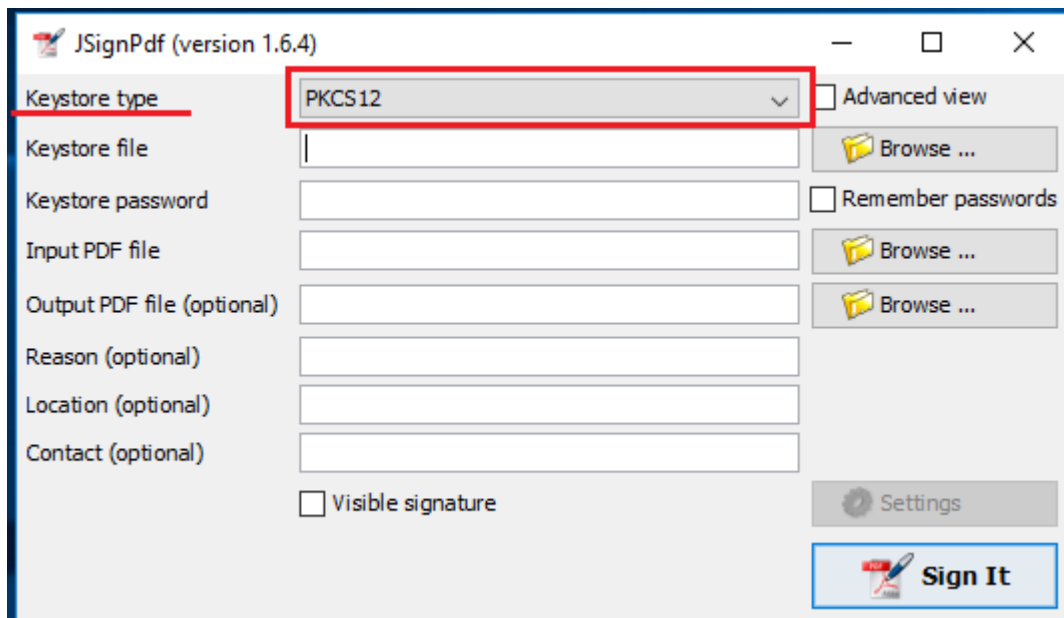 JSignPdf (version 1.6.4)
Keystore type PKCS12 Advanced view
Keystore file Browse ...
Keystore password Remember passwords
Input PDF file Browse ...
Output PDF file (optional) Browse ...
Reason (optional)
Location (optional)
Contact (optional)
Visible signature Settings
Sign It